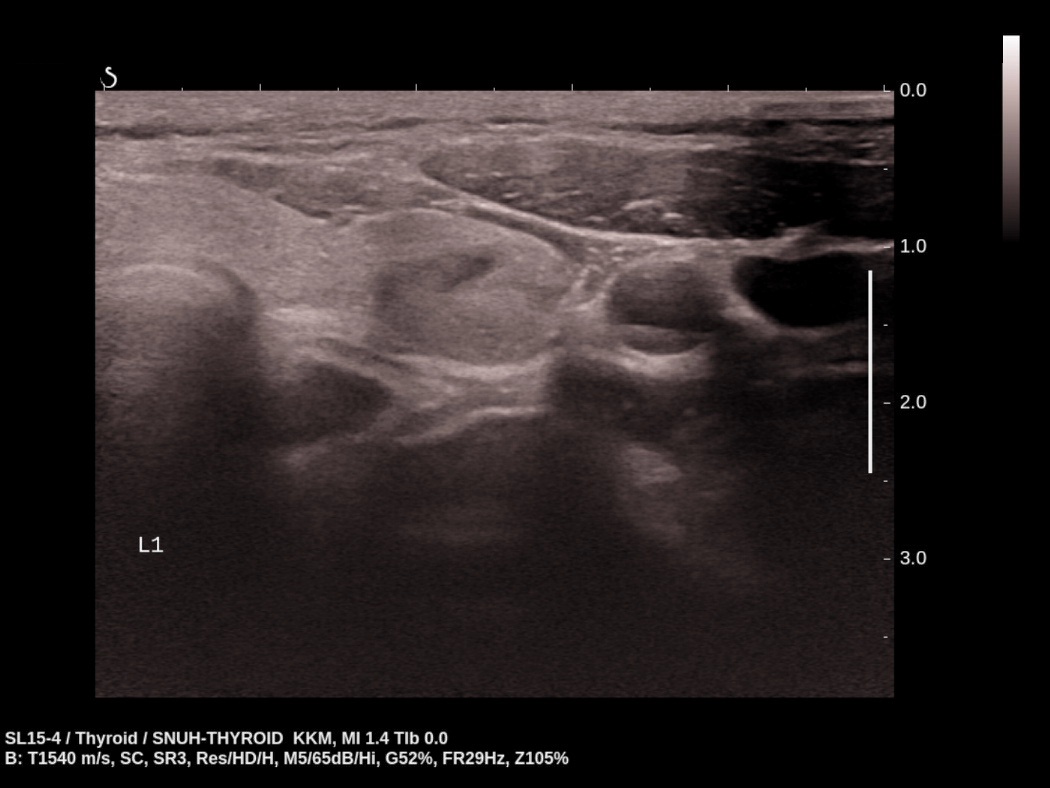 S
0.0
1.0
2.0
3.0
L1
SL15-4 / Thyroid / SNUH-THYROID KKM, MI 1.4 TIb 0.0
B: T1540 m/s, SC, SR3, Res/HD/H, M5/65dB/Hi, G52%, FR29Hz, Z105%